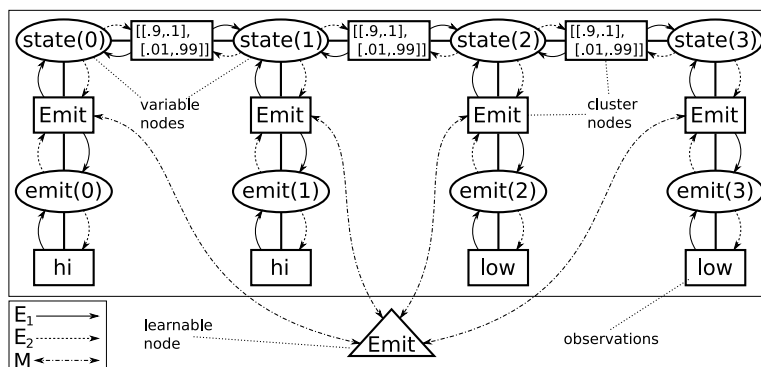 state(0) [[.9,.1], state(1) [[.9,.1], state(2) [[.9,.1], state(3)
[.01,.99]] [.01,.99]] [.01,.99]]
variable
nodes
cluster
nodes
Emit Emit Emit Emit
emit(0) emit(1) emit(2) emit(3)
hi hi low low
E1
E2
M
learnable
node
Emit
observations